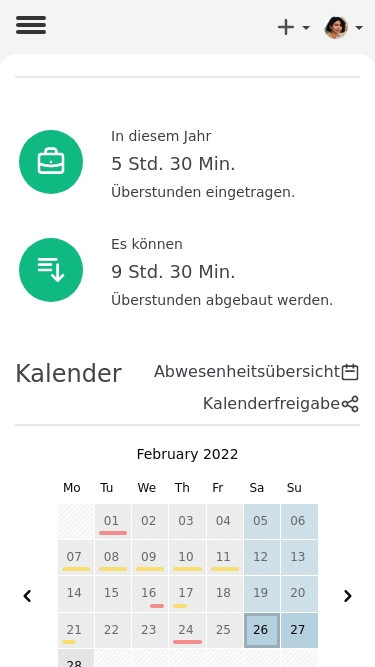 In diesem Jahr
5 Std. 30 Min.
Überstunden eingetragen.
Es können
9 Std. 30 Min.
Überstunden abgebaut werden.
Kalender
Abwesenheitsübersicht
Kalenderfreigabe
February 2022
Mo Tu We Th Fr Sa Su
01 02 03 04 05 06
07 08 09 10 11 12 13
14 15 16 17 18 19 20
21 22 23 24 25 26 27
28